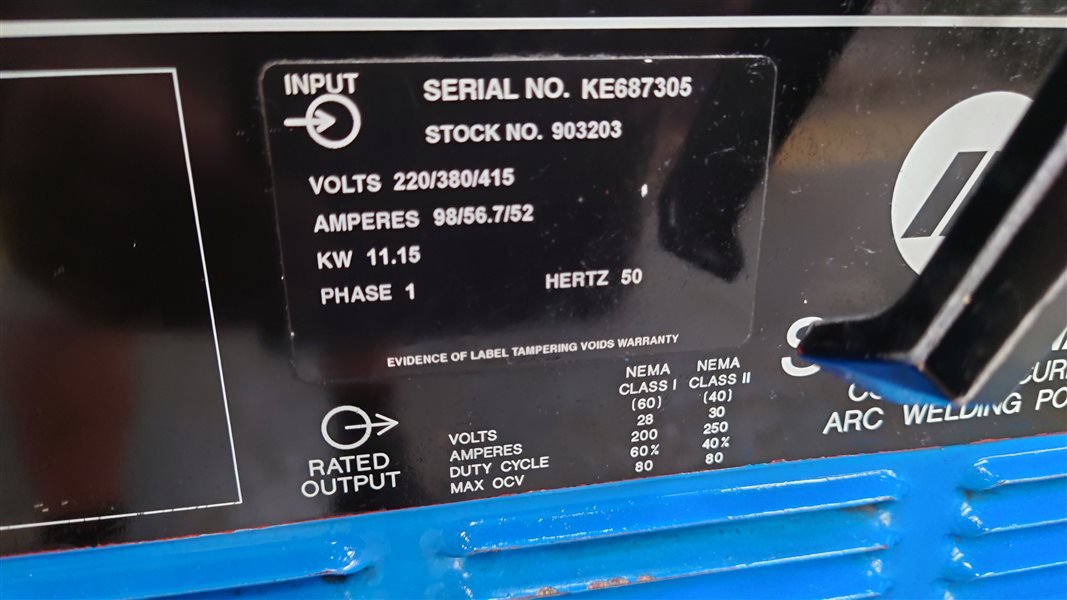 INPUT
SERIAL NO. KE687305
STOCK NO. 903203
VOLTS 220/380/415
AMPERES 98/56.7/52
KW 11.15
PHASE 1 HERTZ 50
EVIDENCE OF LABEL TAMPERING VOIDS WARRANTY
NEMA CLASS I (60) NEMA CLASS II (40)
VOLTS 28 30
AMPERES 200 250
DUTY CYCLE 60% 40%
MAX OCV 80 80
RATED
OUTPUT
ARC WELDING